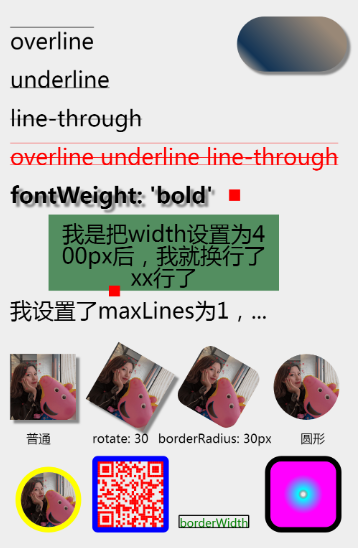 overline
underline
line-through
overline underline line-through
fontWeight: 'bold'
我是把width设置为4
00px后，我就换行了
xx行了
我设置了maxLines为1，...
普通
rotate: 30
borderRadius: 30px
圆形
borderWidth